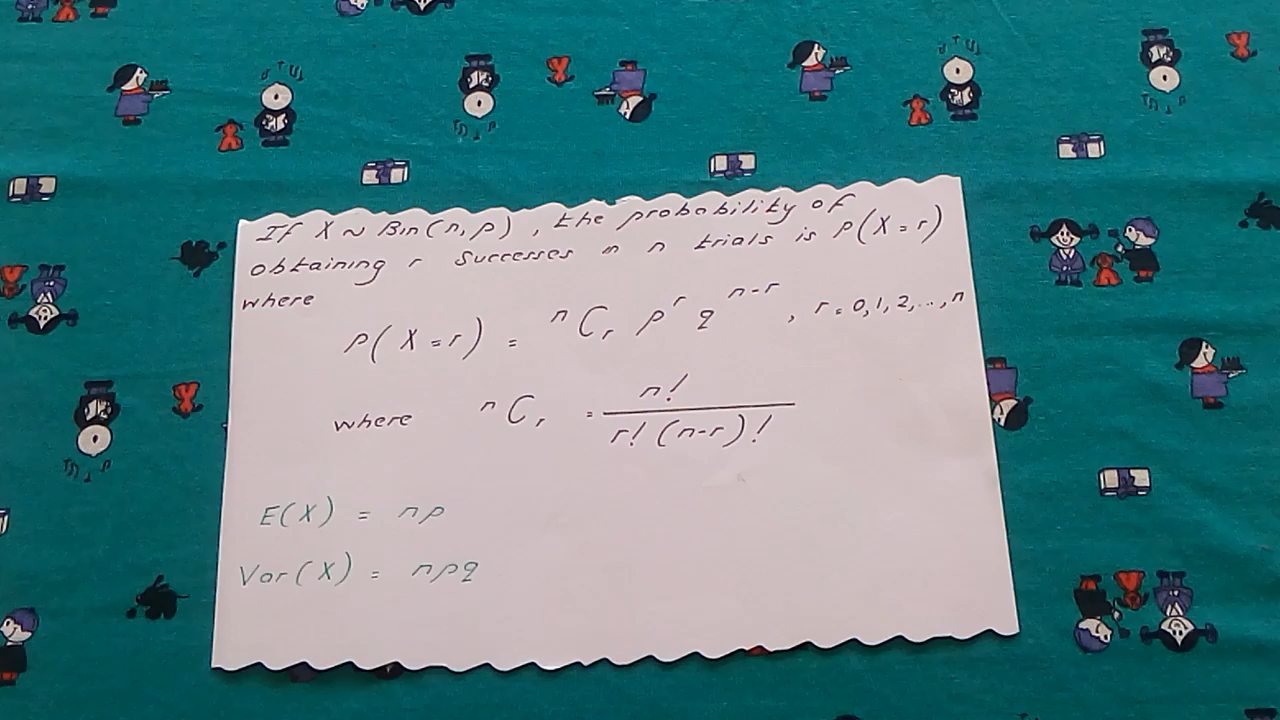 If X ~ Bin(n, p), the probability of
obtaining r successes in n trials is P(X = r)
where
P(X = r) = ⁿCᵣ pʳ qⁿ⁻ʳ, r = 0, 1, 2, ..., n
where ⁿCᵣ = n! / r! (n-r)!
E(X) = np
Var(X) = npq